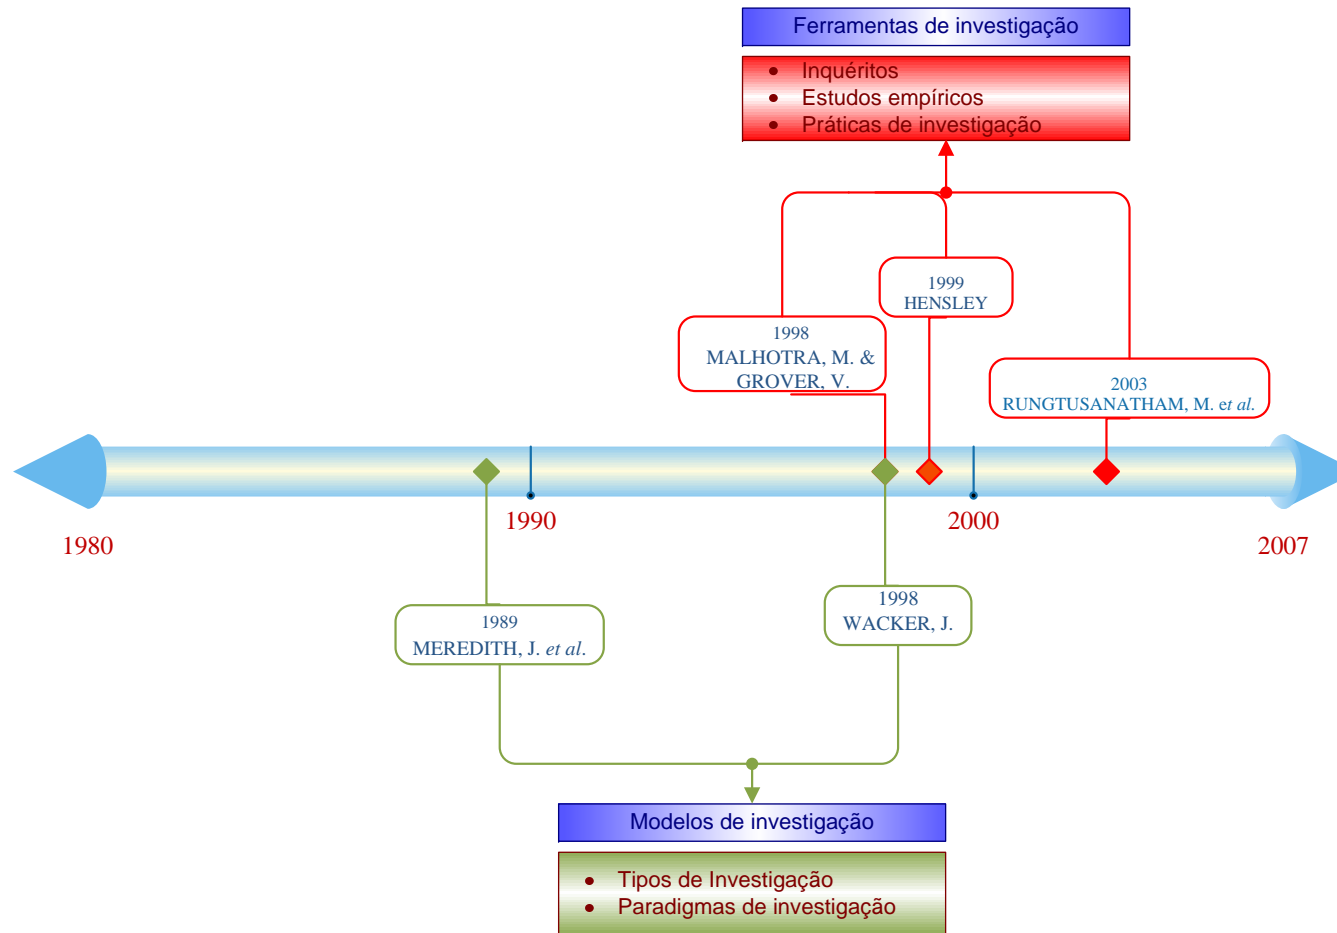 Ferramentas de investigação
• Inquéritos
• Estudos empíricos
• Práticas de investigação
1999
HENSLEY
1998
MALHOTRA, M. &
GROVER, V.
2003
RUNGTUSANATHAM, M. et al.
1990
2000
1980
2007
1989
MEREDITH, J. et al.
1998
WACKER, J.
Modelos de investigação
• Tipos de Investigação
• Paradigmas de investigação